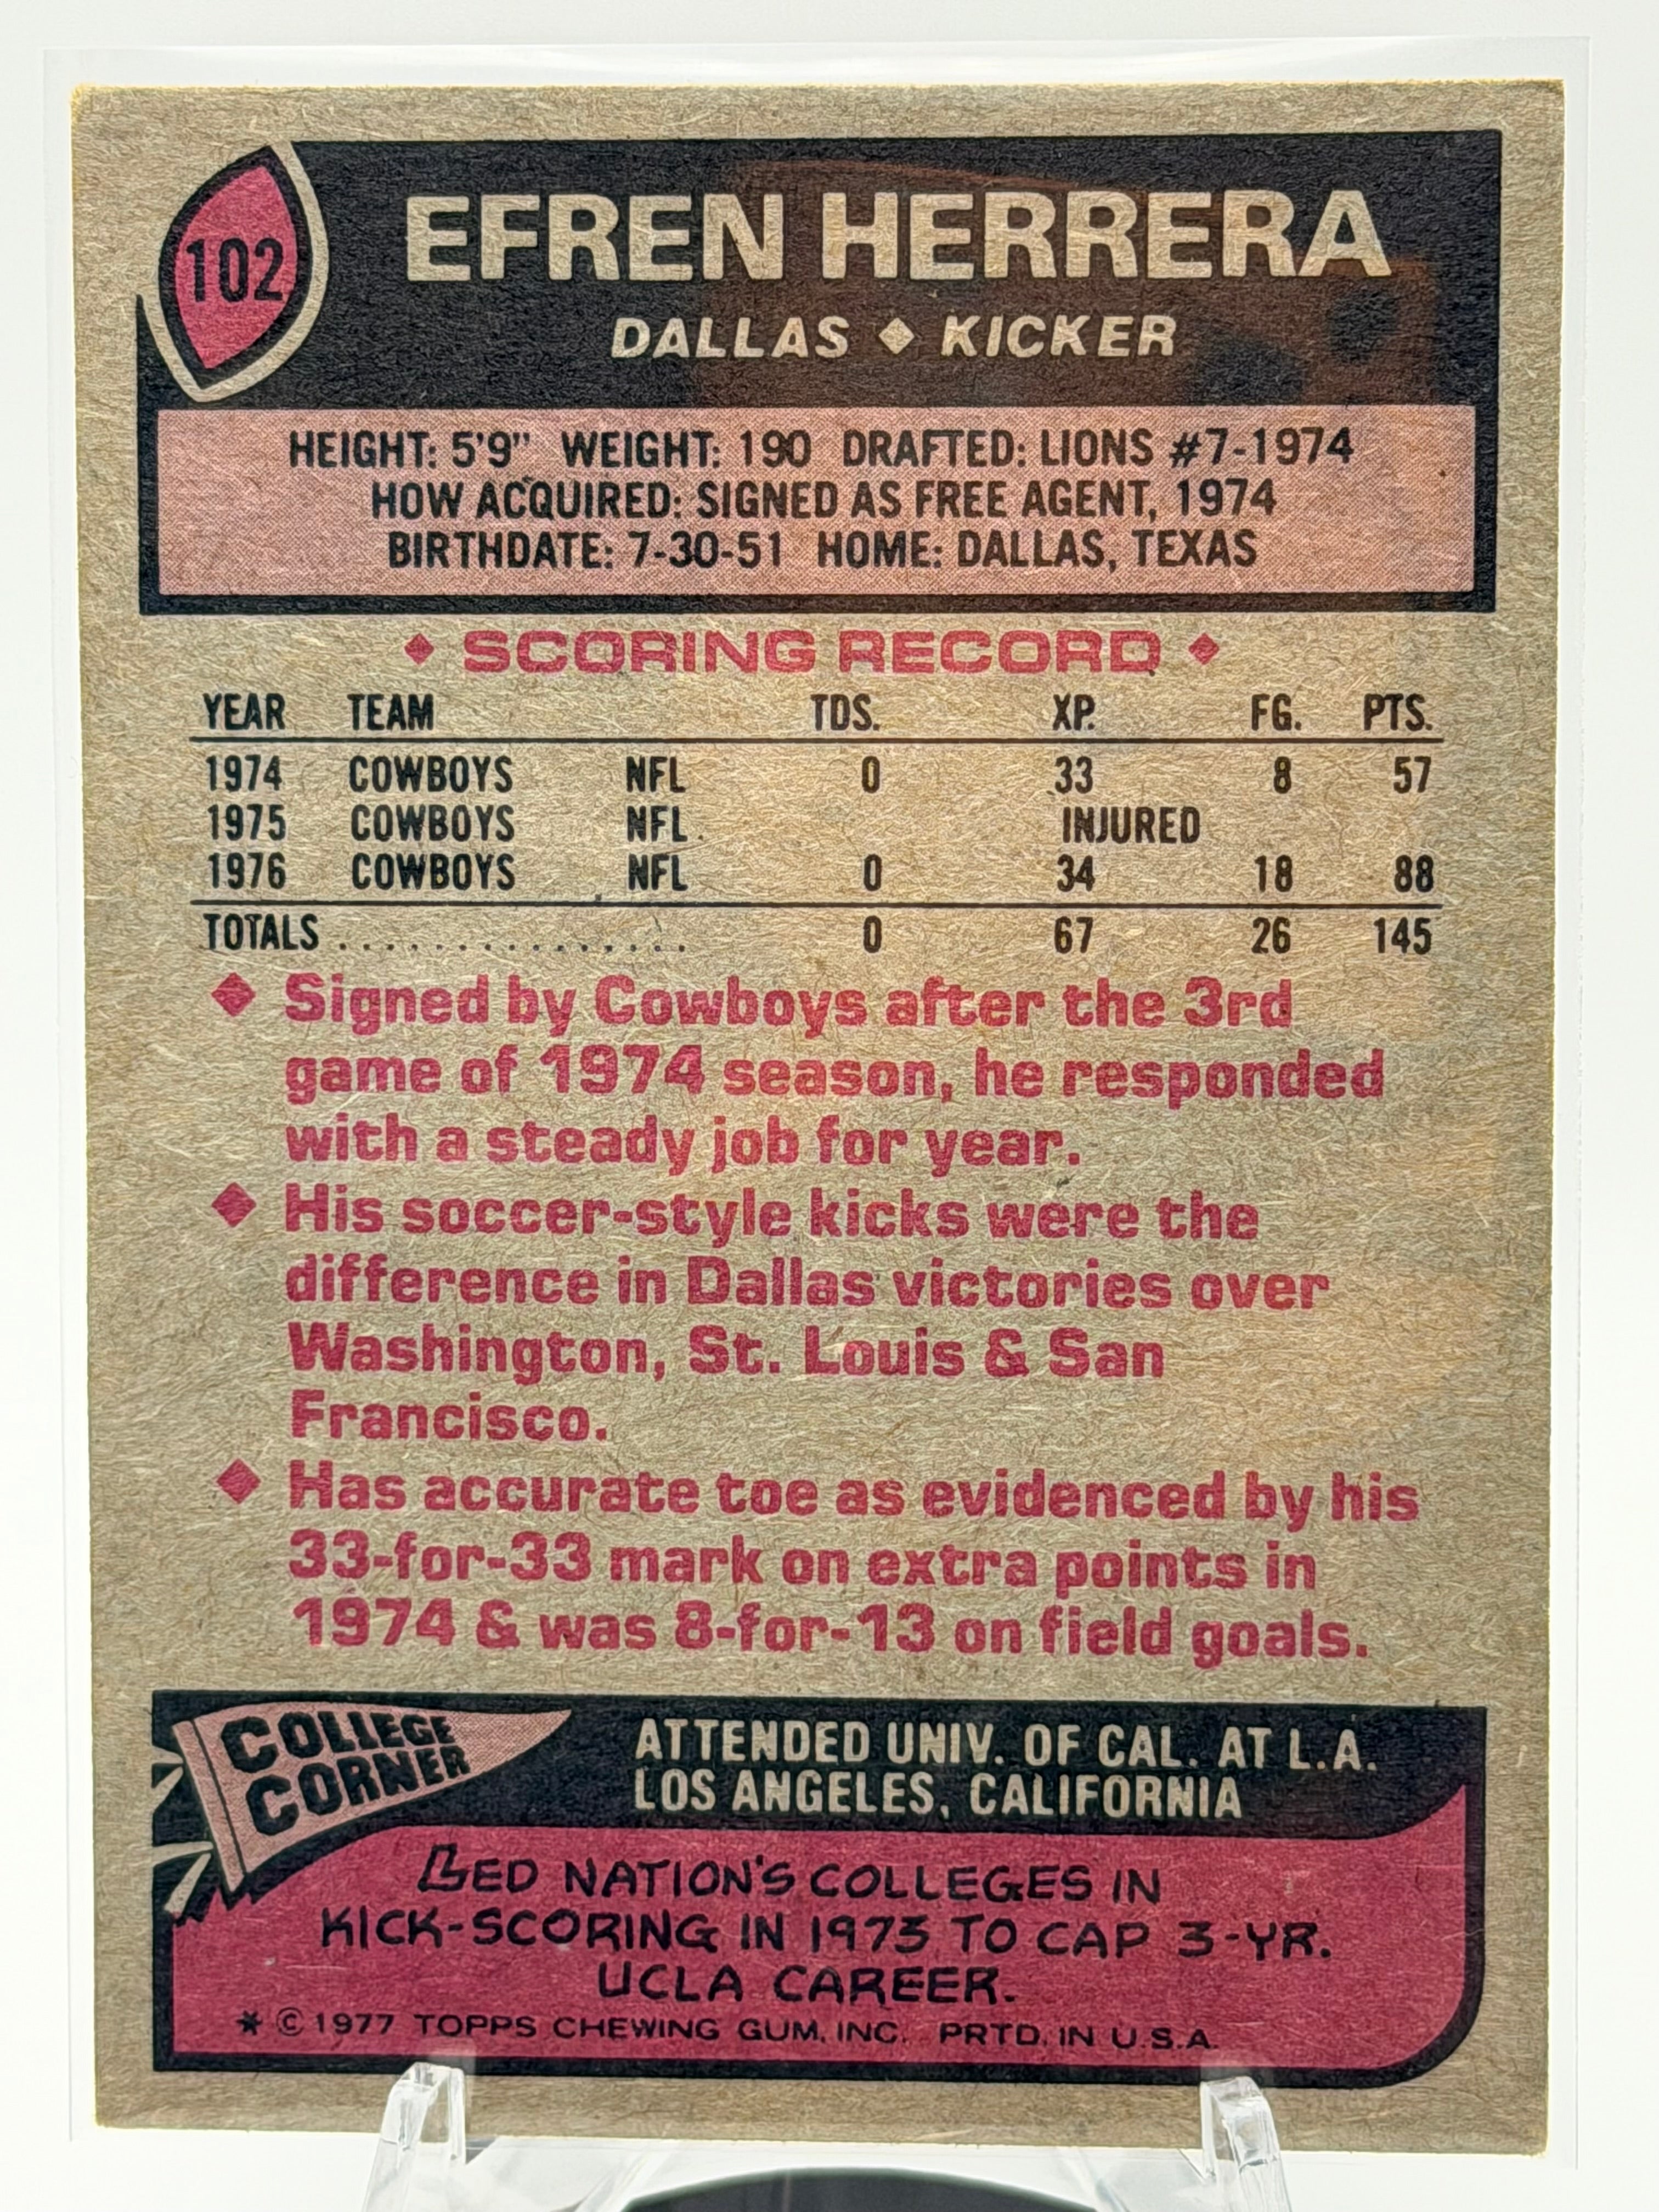 102
EFREN HERRERA
DALLAS ◆ KICKER
HEIGHT: 5'9" WEIGHT: 190 DRAFTED: LIONS #7-1974
HOW ACQUIRED: SIGNED AS FREE AGENT, 1974
BIRTHDATE: 7-30-51 HOME: DALLAS, TEXAS
◆ SCORING RECORD ◆
YEAR TEAM TDS. XP. FG. PTS.
1974 COWBOYS NFL 0 33 8 57
1975 COWBOYS NFL INJURED
1976 COWBOYS NFL 0 34 18 88
TOTALS ................ 0 67 26 145
◆ Signed by Cowboys after the 3rd
game of 1974 season, he responded
with a steady job for year.
◆ His soccer-style kicks were the
difference in Dallas victories over
Washington, St. Louis & San
Francisco.
◆ Has accurate toe as evidenced by his
33-for-33 mark on extra points in
1974 & was 8-for-13 on field goals.
COLLEGE
CORNER
ATTENDED UNIV. OF CAL. AT L.A.
LOS ANGELES, CALIFORNIA
LED NATION'S COLLEGES IN
KICK-SCORING IN 1973 TO CAP 3-YR.
UCLA CAREER.
* © 1977 TOPPS CHEWING GUM, INC. PRTD. IN U.S.A.